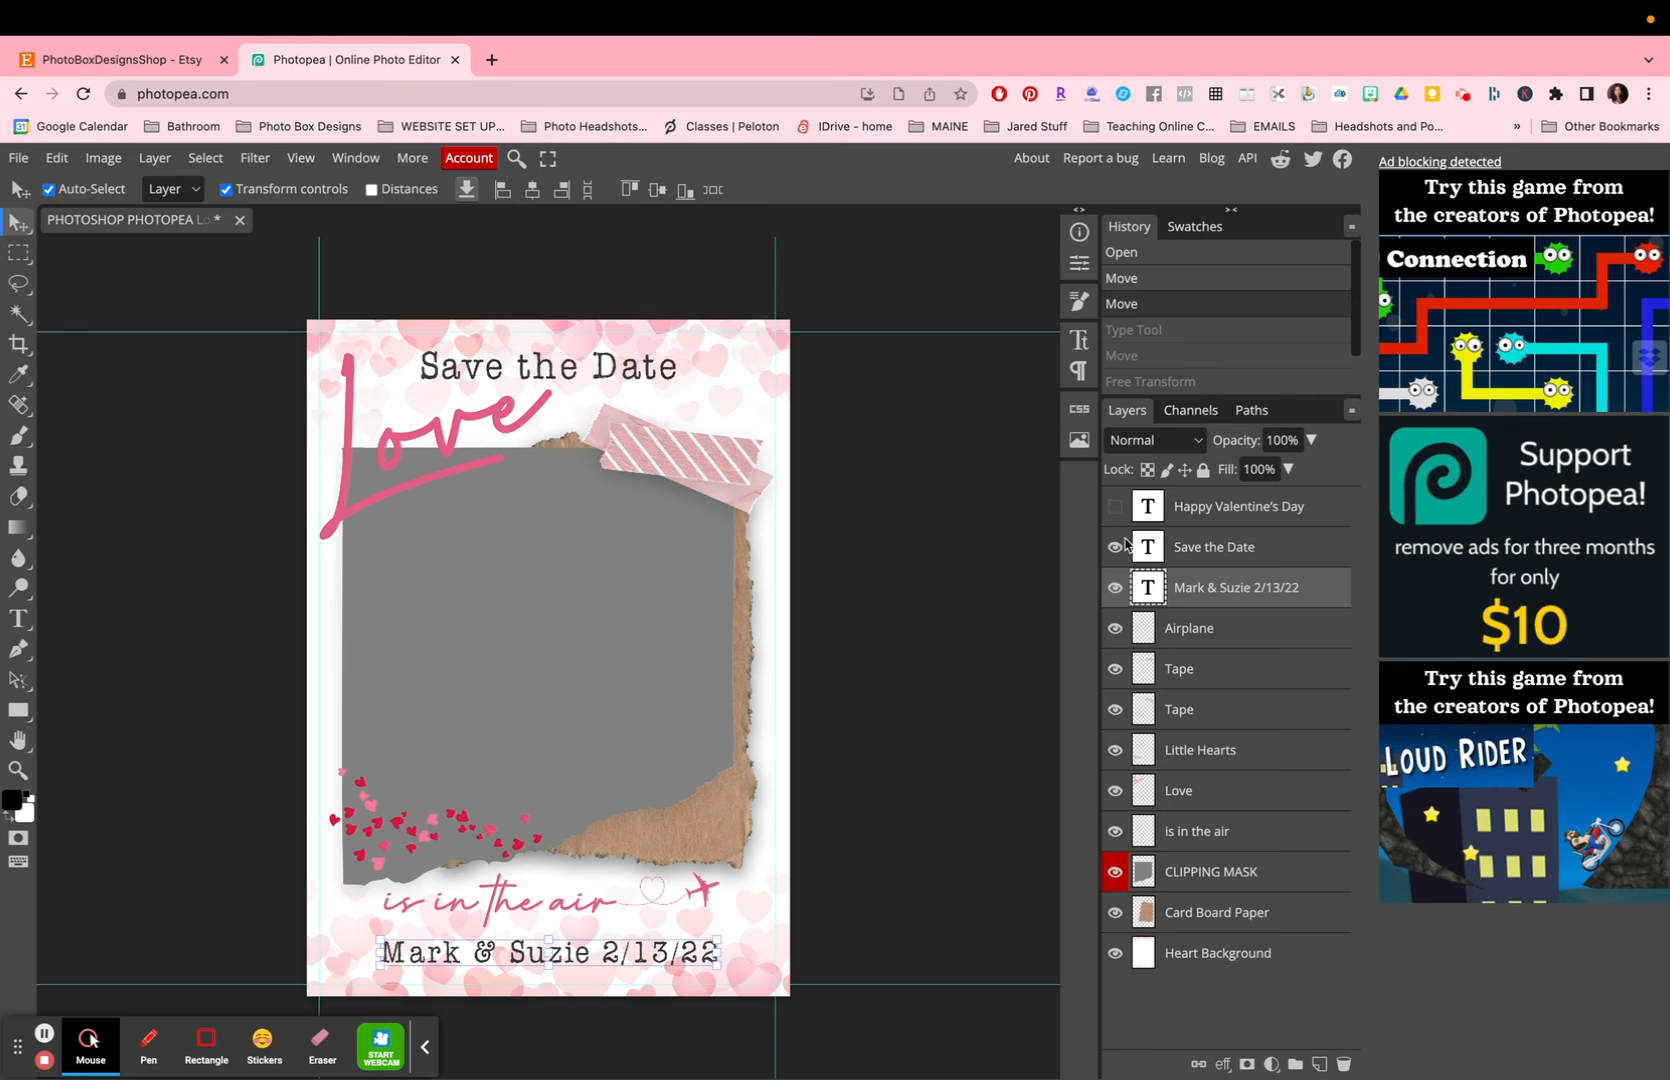 PhotoBoxDesignsShop - Etsy
Photopea | Online Photo Editor
photopea.com
Google Calendar
Bathroom
Photo Box Designs
WEBSITE SET UP...
Photo Headshots...
Classes | Peloton
IDrive - home
MAINE
Jared Stuff
Teaching Online C...
EMAILS
Headshots and Po...
»
Other Bookmarks
File Edit Image Layer Select Filter View Window More Account
About Report a bug Learn Blog API
Ad blocking detected
Auto-Select Layer Transform controls Distances
PHOTOSHOP PHOTOPEA Lo *
Save the Date
Love
is in the air
Mark & Suzie 2/13/22
History Swatches
Open
Move
Move
Type Tool
Move
Free Transform
CSS
Layers Channels Paths
Normal Opacity: 100%
Lock: Fill: 100%
T Happy Valentine's Day
T Save the Date
T Mark & Suzie 2/13/22
Airplane
Tape
Tape
Little Hearts
Love
is in the air
CLIPPING MASK
Card Board Paper
Heart Background
eff
Try this game from
the creators of Photopea!
Connection
Support
Photopea!
remove ads for three months
for only
$10
Try this game from
the creators of Photopea!
LOUD RIDER
Mouse
Pen
Rectangle
Stickers
Eraser
START
WEBCAM